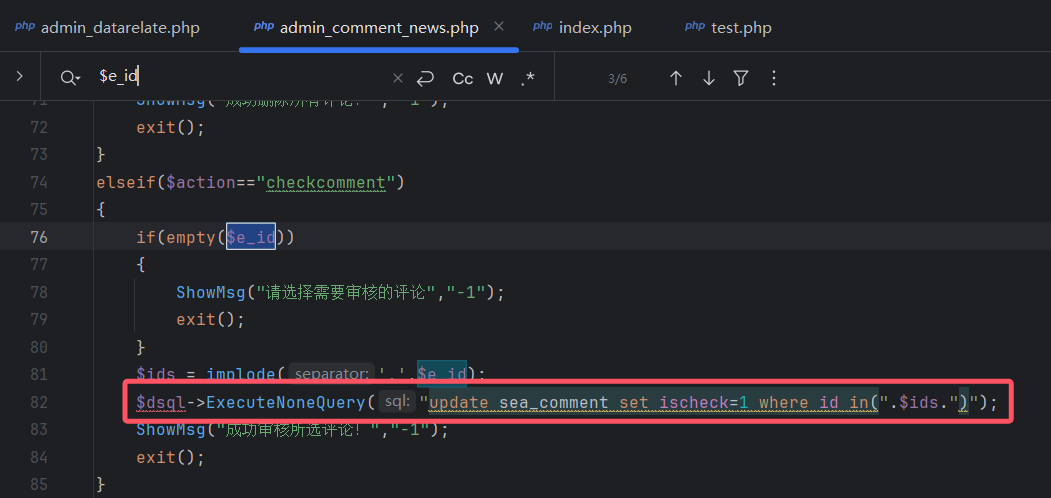 php admin_datarelate.php php admin_comment_news.php × php index.php php test.php
$e_id × Cc W .* 3/6
72 exit();
73 }
74 elseif($action=="checkcomment")
75 {
76 if(empty($e_id))
77 {
78 ShowMsg("请选择需要审核的评论","-1");
79 exit();
80 }
81 $ids = implode( separator: ',',$e_id);
82 $dsql->ExecuteNoneQuery( sql: "update sea_comment set ischeck=1 where id in(".$ids.")");
83 ShowMsg("成功审核所选评论！","-1");
84 exit();
85 }